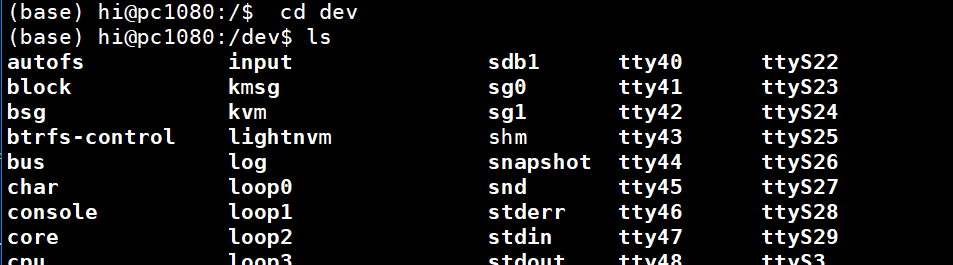 (base) hi@pc1080:/$  cd dev
(base) hi@pc1080:/dev$ ls
autofs input sdb1 tty40 ttyS22
block kmsg sg0 tty41 ttyS23
bsg kvm sg1 tty42 ttyS24
btrfs-control lightnvm shm tty43 ttyS25
bus log snapshot tty44 ttyS26
char loop0 snd tty45 ttyS27
console loop1 stderr tty46 ttyS28
core loop2 stdin tty47 ttyS29
cpu loop3 stdout tty48 ttyS3